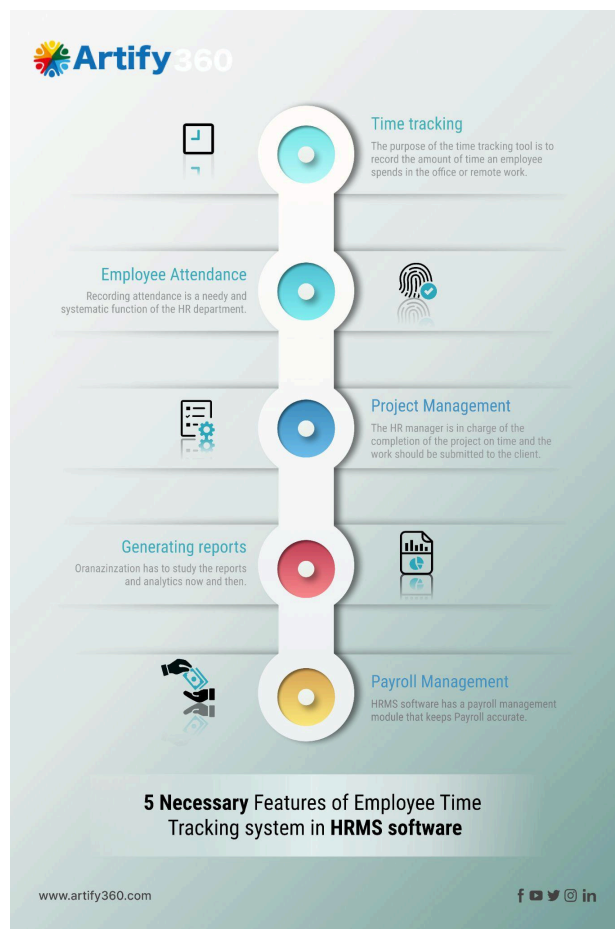 Artify360
Time tracking
The purpose of the time tracking tool is to
record the amount of time an employee
spends in the office or remote work.
Employee Attendance
Recording attendance is a needy and
systematic function of the HR department.
Project Management
The HR manager is in charge of the
completion of the project on time and the
work should be submitted to the client.
Generating reports
Oranazinzation has to study the reports
and analytics now and then.
Payroll Management
HRMS software has a payroll management
module that keeps Payroll accurate.
5 Necessary Features of Employee Time
Tracking system in HRMS software
www.artify360.com